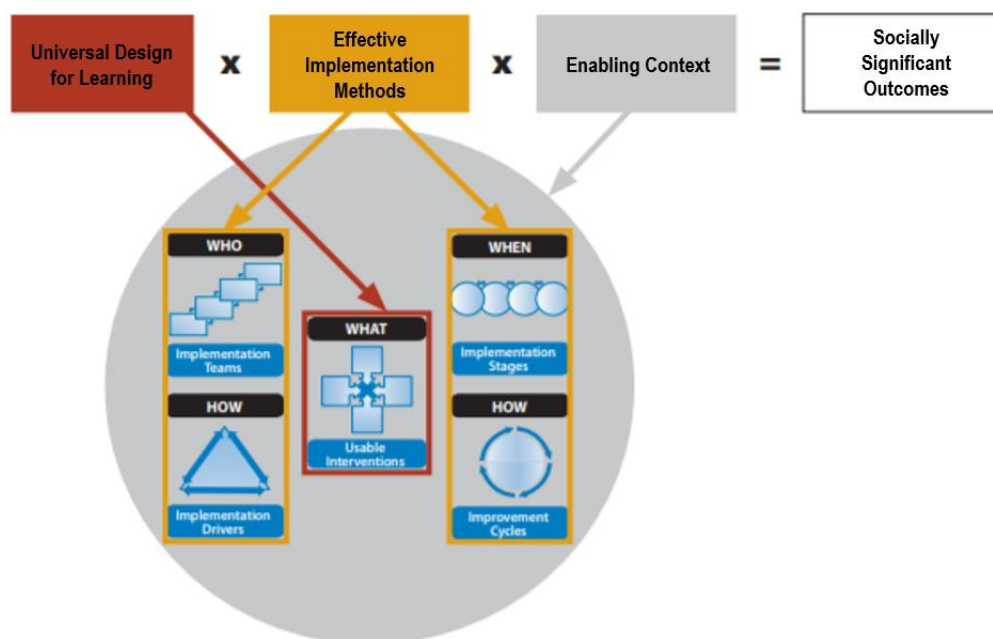 Universal Design
for Learning
x
Effective
Implementation
Methods
x
Enabling Context
=
Socially
Significant
Outcomes
WHO
Implementation
Teams
HOW
Implementation
Drivers
WHAT
Usable
Interventions
WHEN
Implementation
Stages
HOW
Improvement
Cycles